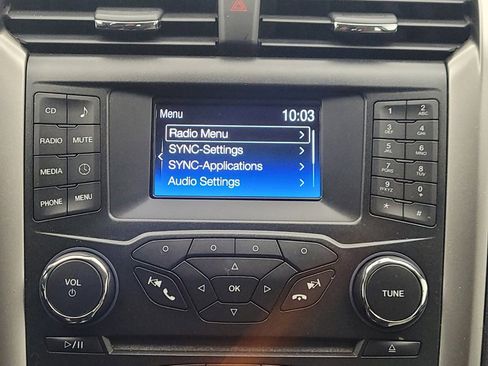 Menu 10:03
Radio Menu >
SYNC-Settings >
SYNC-Applications >
Audio Settings >
CD
RADIO MUTE
MEDIA
PHONE MENU
1 2 ABC
3 DEF 4 GHI
5 JKL 6 MNO
7 PQRS 8 TUV
9 WXYZ 0 +
* #
VOL
OK
TUNE